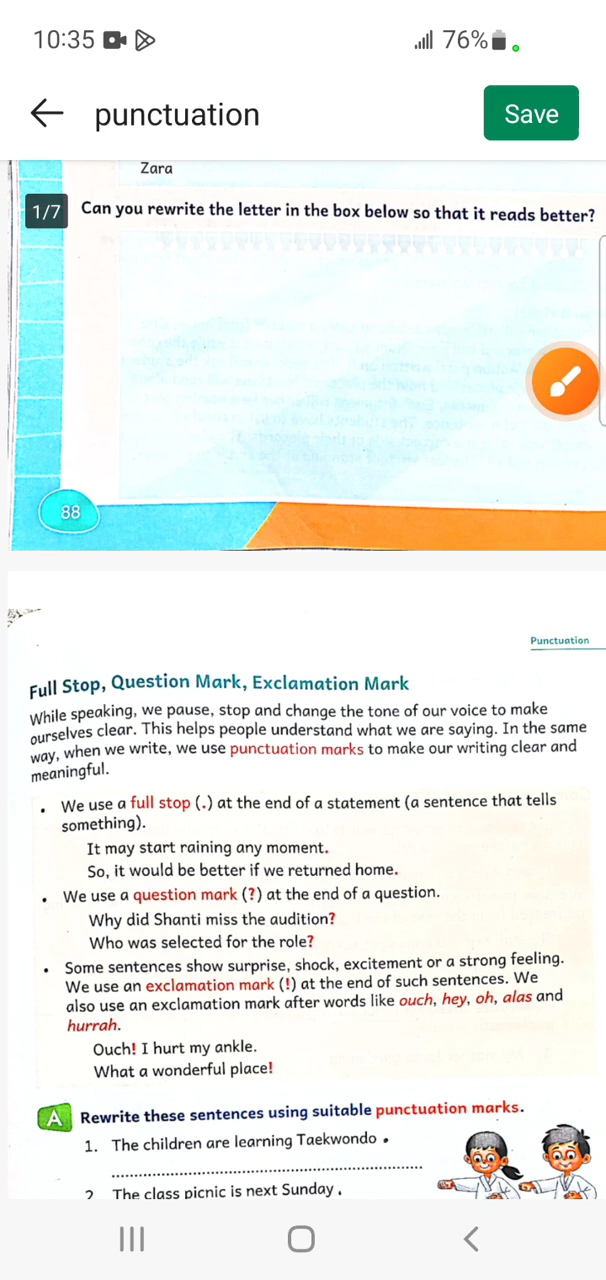 10:35
76%
punctuation
Save
Zara
1/7
Can you rewrite the letter in the box below so that it reads better?
88
Punctuation
Full Stop, Question Mark, Exclamation Mark
While speaking, we pause, stop and change the tone of our voice to make
ourselves clear. This helps people understand what we are saying. In the same
way, when we write, we use punctuation marks to make our writing clear and
meaningful.
• We use a full stop (.) at the end of a statement (a sentence that tells
something).
It may start raining any moment.
So, it would be better if we returned home.
• We use a question mark (?) at the end of a question.
Why did Shanti miss the audition?
Who was selected for the role?
• Some sentences show surprise, shock, excitement or a strong feeling.
We use an exclamation mark (!) at the end of such sentences. We
also use an exclamation mark after words like ouch, hey, oh, alas and
hurrah.
Ouch! I hurt my ankle.
What a wonderful place!
A Rewrite these sentences using suitable punctuation marks.
1. The children are learning Taekwondo .
2 The class picnic is next Sunday .